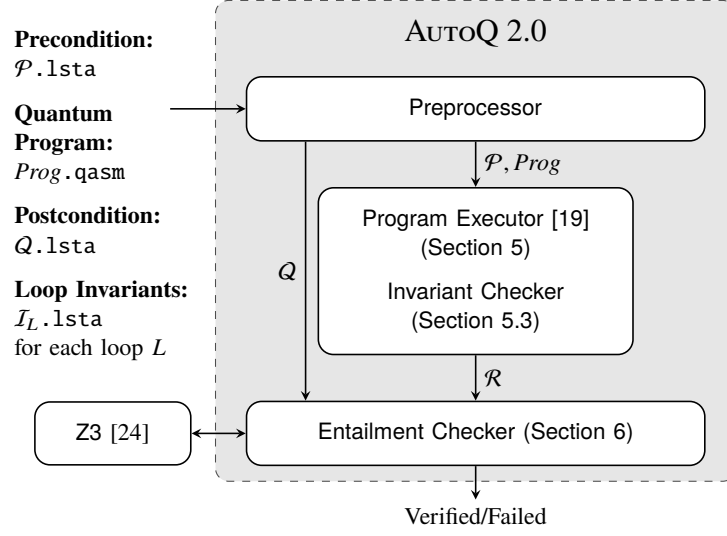 Precondition:
𝒫.lsta
Quantum
Program:
Prog.qasm
Postcondition:
𝒬.lsta
Loop Invariants:
ℐ_L.lsta
for each loop L
AUTOQ 2.0
Preprocessor
𝒫, Prog
Program Executor [19]
(Section 5)
Invariant Checker
(Section 5.3)
𝒬
ℛ
Z3 [24]
Entailment Checker (Section 6)
Verified/Failed